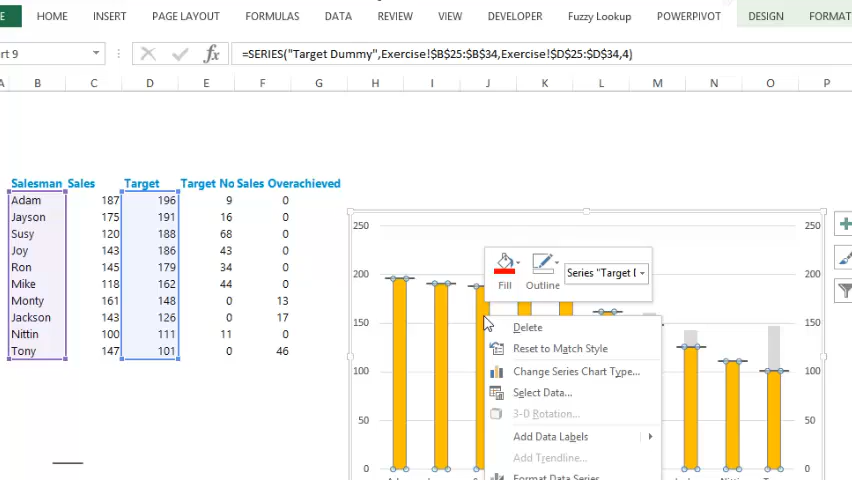 E HOME INSERT PAGE LAYOUT FORMULAS DATA REVIEW VIEW DEVELOPER Fuzzy Lookup POWERPIVOT DESIGN FORMAT
rt 9 fx =SERIES("Target Dummy",Exercise!$B$25:$B$34,Exercise!$D$25:$D$34,4)
A B C D E F G H I J K L M N O P
Salesman Sales Target Target No Sales Overachieved
Adam 187 196 9 0
Jayson 175 191 16 0
Susy 120 188 68 0
Joy 143 186 43 0
Ron 145 179 34 0
Mike 118 162 44 0
Monty 161 148 0 13
Jackson 143 126 0 17
Nittin 100 111 11 0
Tony 147 101 0 46
250 250
200 200
150 150
100 100
50 50
0 0
Fill Outline Series "Target D
Delete
Reset to Match Style
Change Series Chart Type...
Select Data...
3-D Rotation...
Add Data Labels
Add Trendline...
Format Data Series
Nittin